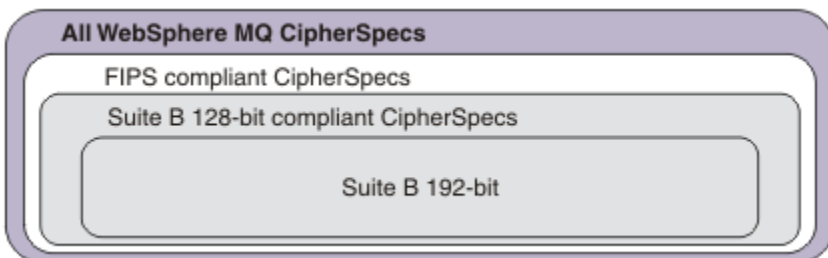 All WebSphere MQ CipherSpecs
FIPS compliant CipherSpecs
Suite B 128-bit compliant CipherSpecs
Suite B 192-bit